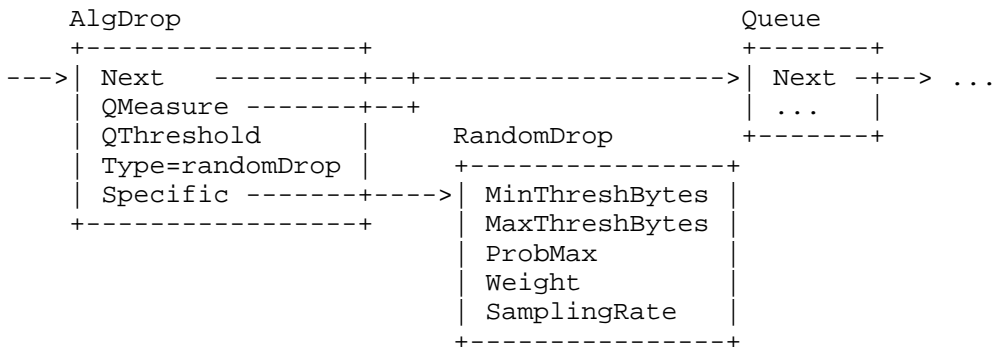 AlgDrop                                  Queue
    +-----------------+                      +-------+
--->| Next   ---------+--+------------------>| Next -+--> ...
    | QMeasure -------+--+                   | ...   |
    | QThreshold      |     RandomDrop       +-------+
    | Type=randomDrop |     +----------------+
    | Specific -------+---->| MinThreshBytes |
    +-----------------+     | MaxThreshBytes |
                            | ProbMax        |
                            | Weight         |
                            | SamplingRate   |
                            +----------------+